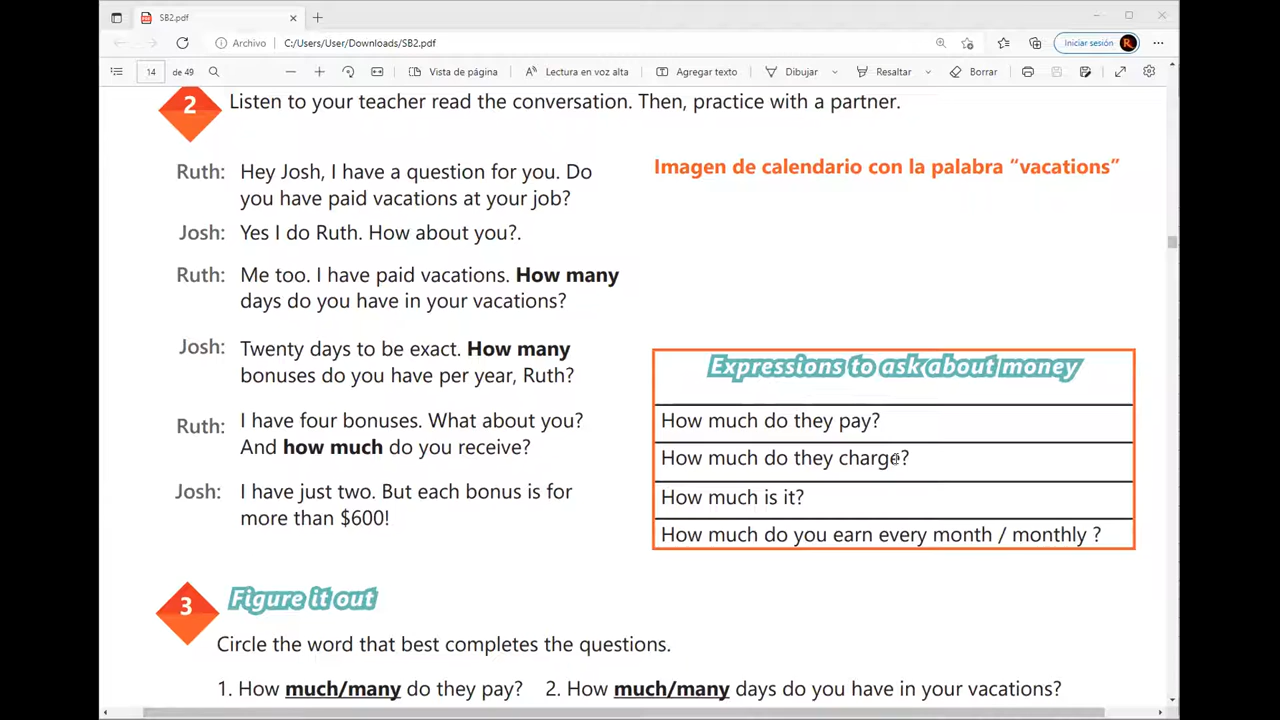 SB2.pdf
Archivo C:/Users/User/Downloads/SB2.pdf
Iniciar sesión
14 de 49
Vista de página
Lectura en voz alta
Agregar texto
Dibujar
Resaltar
Borrar
2 Listen to your teacher read the conversation. Then, practice with a partner.
Ruth: Hey Josh, I have a question for you. Do
you have paid vacations at your job?
Josh: Yes I do Ruth. How about you?.
Ruth: Me too. I have paid vacations. How many
days do you have in your vacations?
Josh: Twenty days to be exact. How many
bonuses do you have per year, Ruth?
Ruth: I have four bonuses. What about you?
And how much do you receive?
Josh: I have just two. But each bonus is for
more than $600!
Imagen de calendario con la palabra “vacations”
Expressions to ask about money
How much do they pay?
How much do they charge?
How much is it?
How much do you earn every month / monthly ?
3 Figure it out
Circle the word that best completes the questions.
1. How much/many do they pay? 2. How much/many days do you have in your vacations?